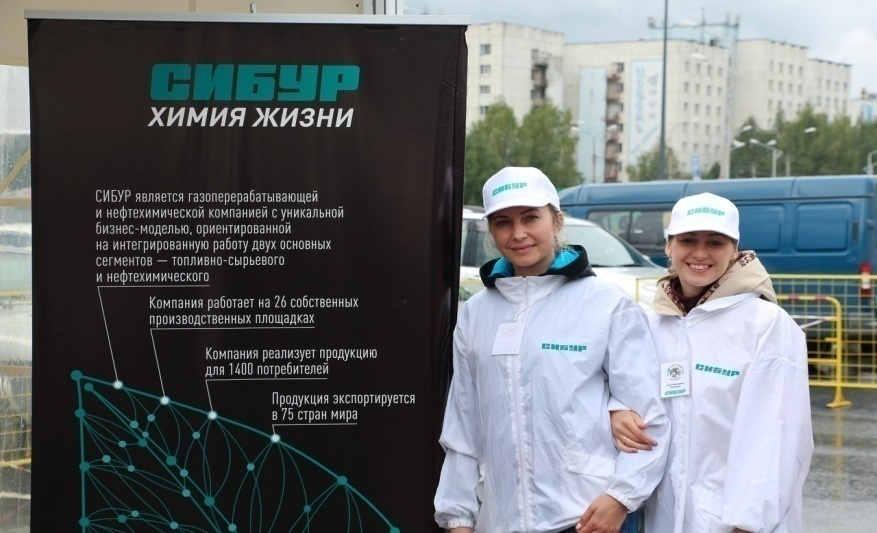 СИБУР
ХИМИЯ ЖИЗНИ
СИБУР является газоперерабатывающей
и нефтехимической компанией с уникальной
бизнес-моделью, ориентированной
на интегрированную работу двух основных
сегментов — топливно-сырьевого
и нефтехимического
Компания работает на 26 собственных
производственных площадках
Компания реализует продукцию
для 1400 потребителей
Продукция экспортируется
в 75 стран мира
СИБУР
СИБУР
СИБУР
СИБУР
СИБУР